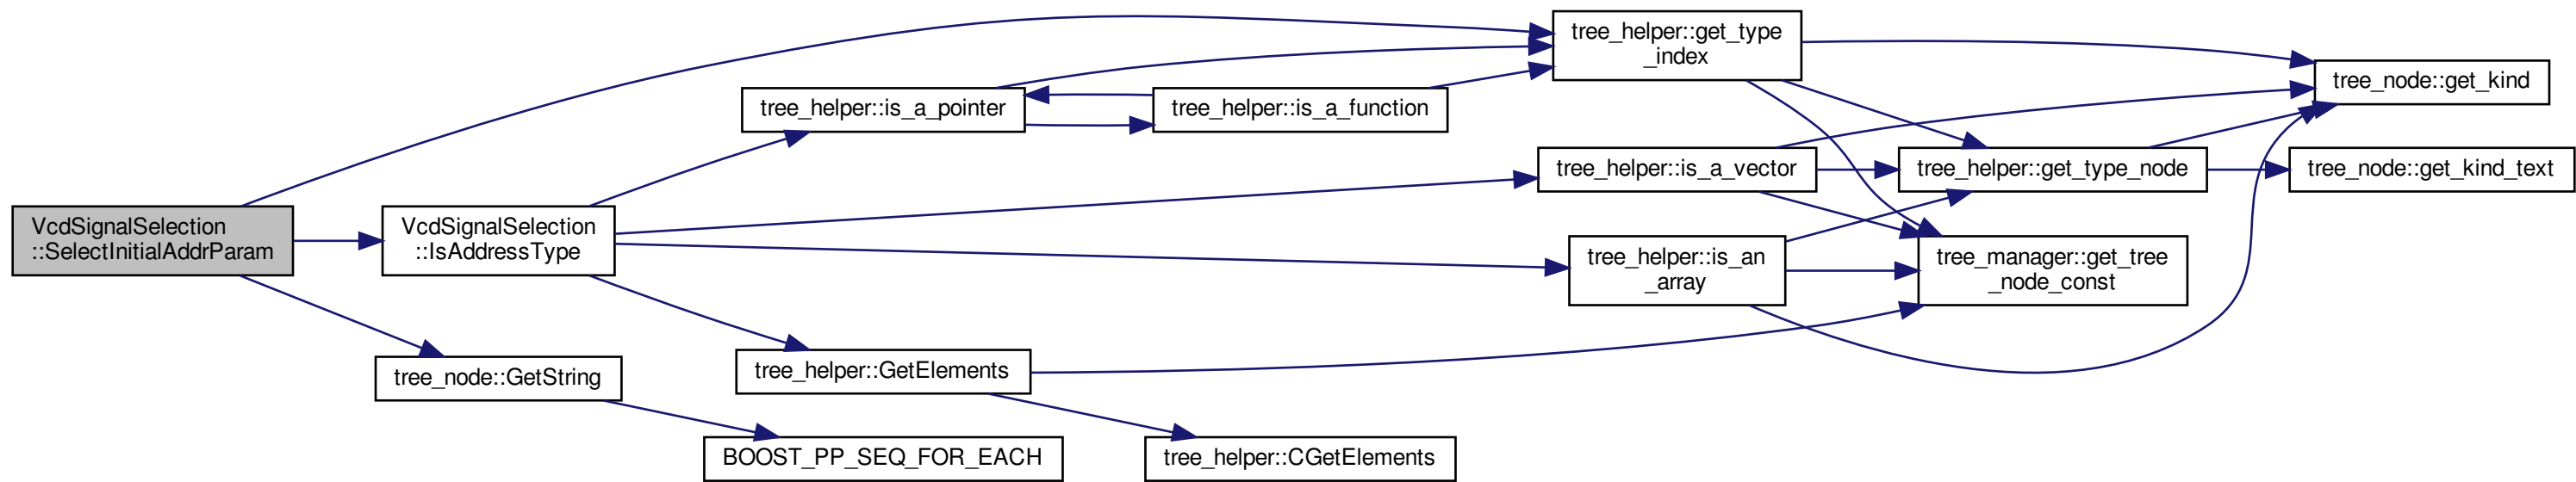 VcdSignalSelection
::SelectInitialAddrParam
VcdSignalSelection
::IsAddressType
tree_node::GetString
tree_helper::is_a_pointer
tree_helper::GetElements
BOOST_PP_SEQ_FOR_EACH
tree_helper::is_a_function
tree_helper::CGetElements
tree_helper::get_type
_index
tree_helper::is_a_vector
tree_helper::is_an
_array
tree_helper::get_type_node
tree_manager::get_tree
_node_const
tree_node::get_kind
tree_node::get_kind_text